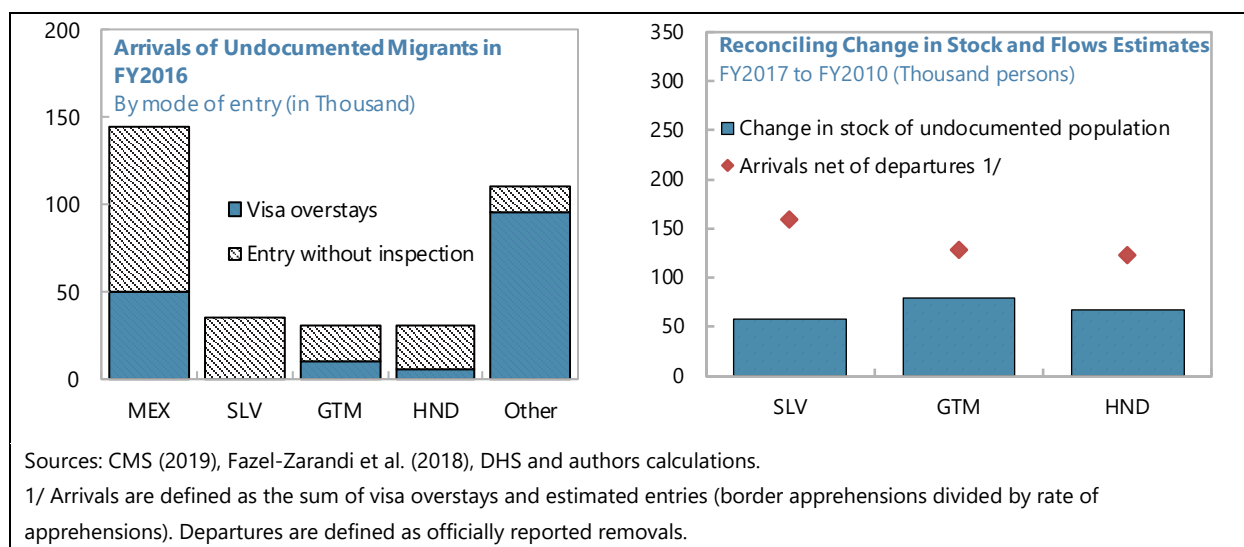 Arrivals of Undocumented Migrants in
FY2016
By mode of entry (in Thousand)
200
150
100
50
0
Visa overstays
Entry without inspection
MEX SLV GTM HND Other
Reconciling Change in Stock and Flows Estimates
FY2017 to FY2010 (Thousand persons)
350
300
250
200
150
100
50
0
Change in stock of undocumented population
Arrivals net of departures 1/
SLV GTM HND
Sources: CMS (2019), Fazel-Zarandi et al. (2018), DHS and authors calculations.
1/ Arrivals are defined as the sum of visa overstays and estimated entries (border apprehensions divided by rate of
apprehensions). Departures are defined as officially reported removals.